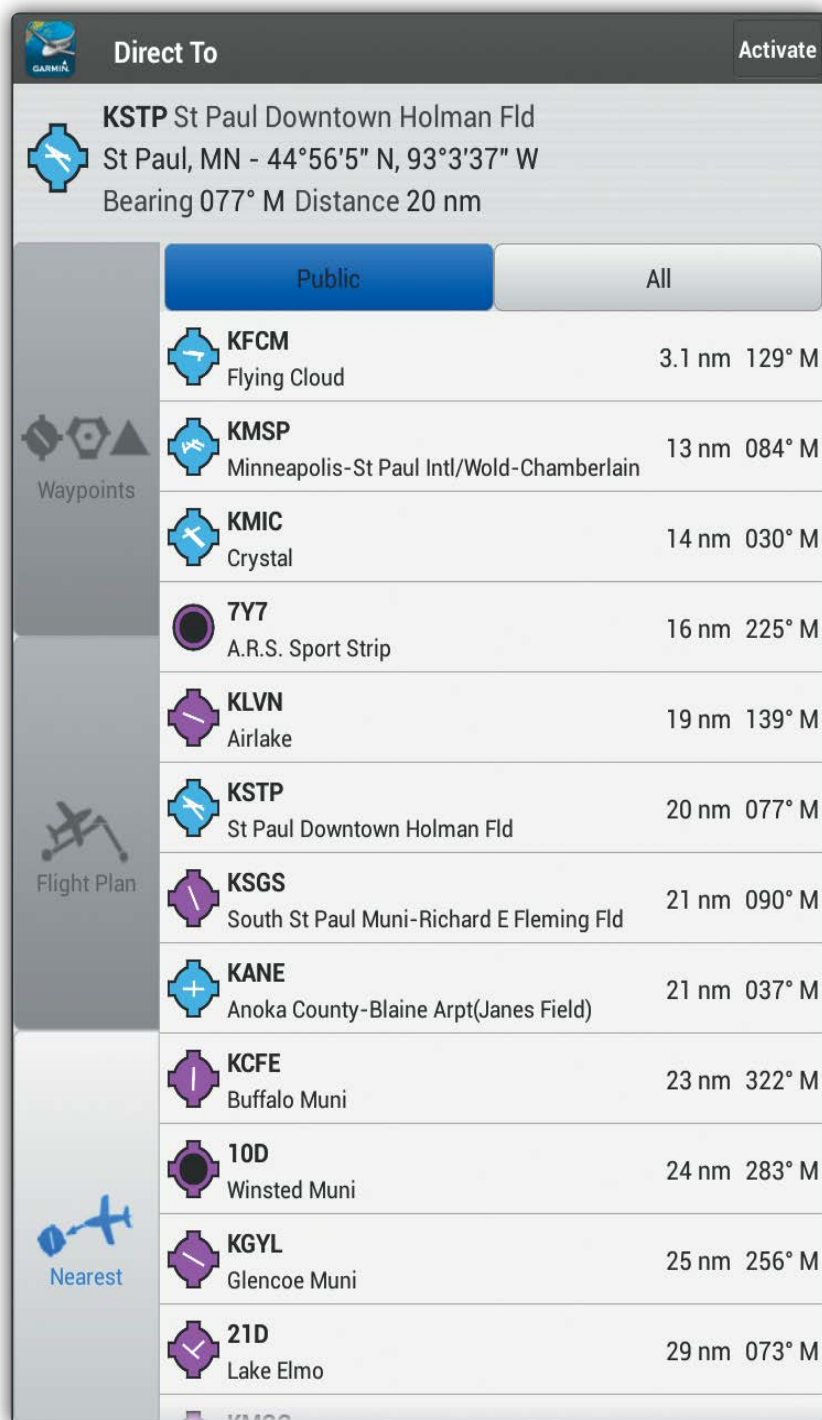 GARMIN
Direct To
Activate
KSTP St Paul Downtown Holman Fld
St Paul, MN - 44°56'5" N, 93°3'37" W
Bearing 077° M Distance 20 nm
Waypoints
Flight Plan
Nearest
Public
All
KFCM
Flying Cloud
3.1 nm 129° M
KMSP
Minneapolis-St Paul Intl/Wold-Chamberlain
13 nm 084° M
KMIC
Crystal
14 nm 030° M
7Y7
A.R.S. Sport Strip
16 nm 225° M
KLVN
Airlake
19 nm 139° M
KSTP
St Paul Downtown Holman Fld
20 nm 077° M
KSGS
South St Paul Muni-Richard E Fleming Fld
21 nm 090° M
KANE
Anoka County-Blaine Arpt(Janes Field)
21 nm 037° M
KCFE
Buffalo Muni
23 nm 322° M
10D
Winsted Muni
24 nm 283° M
KGYL
Glencoe Muni
25 nm 256° M
21D
Lake Elmo
29 nm 073° M